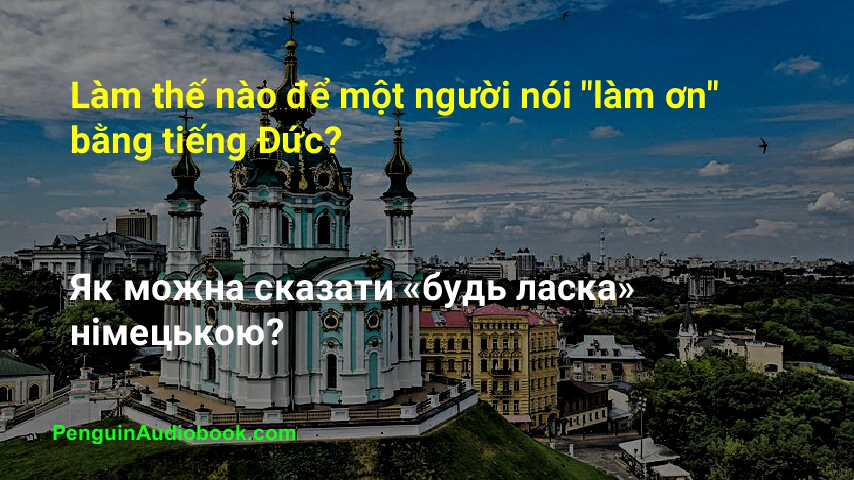 Làm thế nào để một người nói "làm ơn"
bằng tiếng Đức?
Як можна сказати «будь ласка»
німецькою?
PenguinAudiobook.com